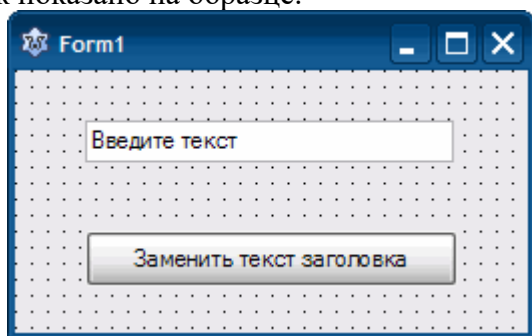 к показано на образце.
Form1
Введите текст
Заменить текст заголовка